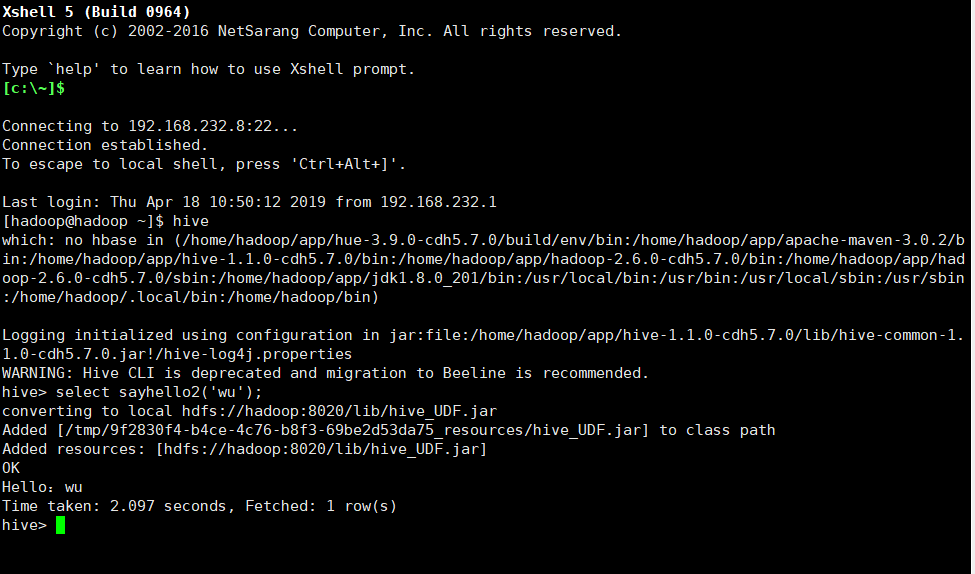 Xshell 5 (Build 0964)
Copyright (c) 2002-2016 NetSarang Computer, Inc. All rights reserved.
Type `help' to learn how to use Xshell prompt.
[c:\~]$
Connecting to 192.168.232.8:22...
Connection established.
To escape to local shell, press 'Ctrl+Alt+]'.
Last login: Thu Apr 18 10:50:12 2019 from 192.168.232.1
[hadoop@hadoop ~]$ hive
which: no hbase in (/home/hadoop/app/hue-3.9.0-cdh5.7.0/build/env/bin:/home/hadoop/app/apache-maven-3.0.2/b
in:/home/hadoop/app/hive-1.1.0-cdh5.7.0/bin:/home/hadoop/app/hadoop-2.6.0-cdh5.7.0/bin:/home/hadoop/app/had
oop-2.6.0-cdh5.7.0/sbin:/home/hadoop/app/jdk1.8.0_201/bin:/usr/local/bin:/usr/bin:/usr/local/sbin:/usr/sbin
:/home/hadoop/.local/bin:/home/hadoop/bin)
Logging initialized using configuration in jar:file:/home/hadoop/app/hive-1.1.0-cdh5.7.0/lib/hive-common-1.
1.0-cdh5.7.0.jar!/hive-log4j.properties
WARNING: Hive CLI is deprecated and migration to Beeline is recommended.
hive> select sayhello2('wu');
converting to local hdfs://hadoop:8020/lib/hive_UDF.jar
Added [/tmp/9f2830f4-b4ce-4c76-b8f3-69be2d53da75_resources/hive_UDF.jar] to class path
Added resources: [hdfs://hadoop:8020/lib/hive_UDF.jar]
OK
Hello：wu
Time taken: 2.097 seconds, Fetched: 1 row(s)
hive>